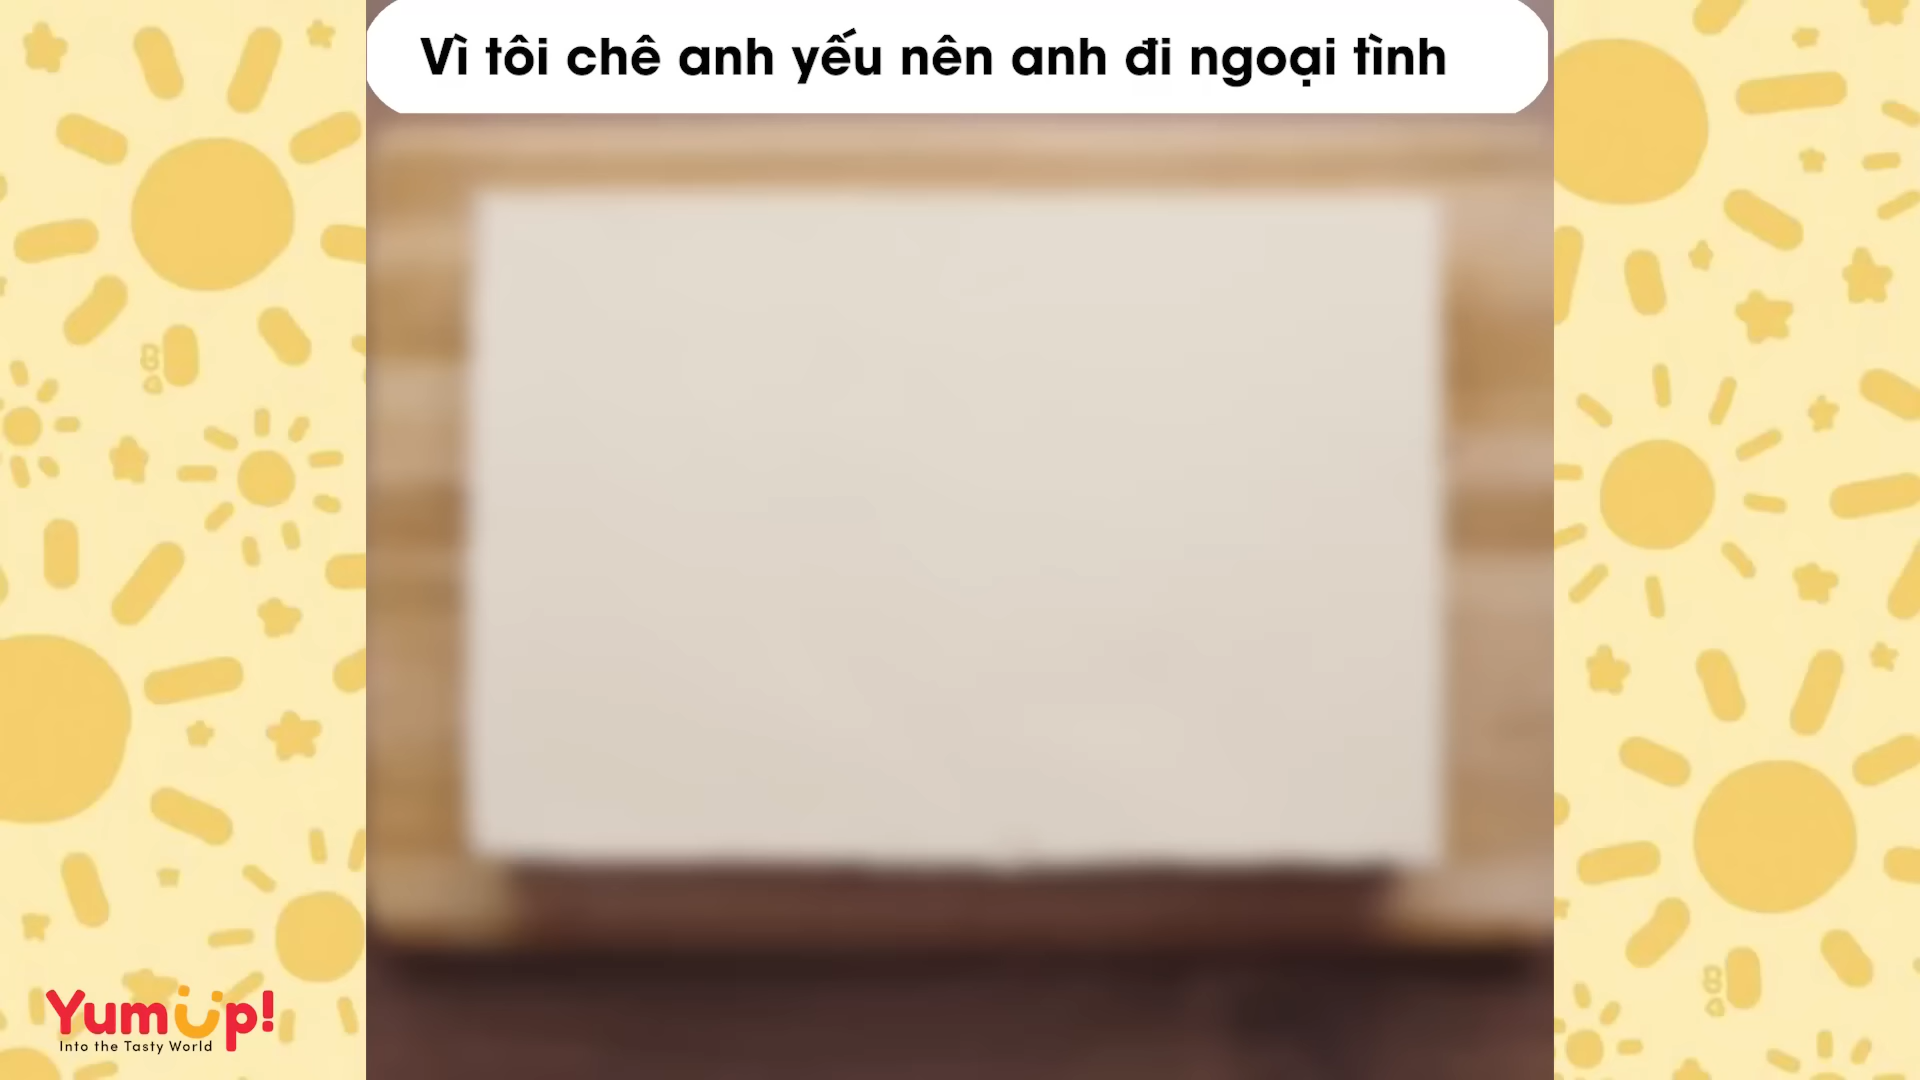 Vì tôi chê anh yếu nên anh đi ngoại tình
YumUp!
Into the Tasty World